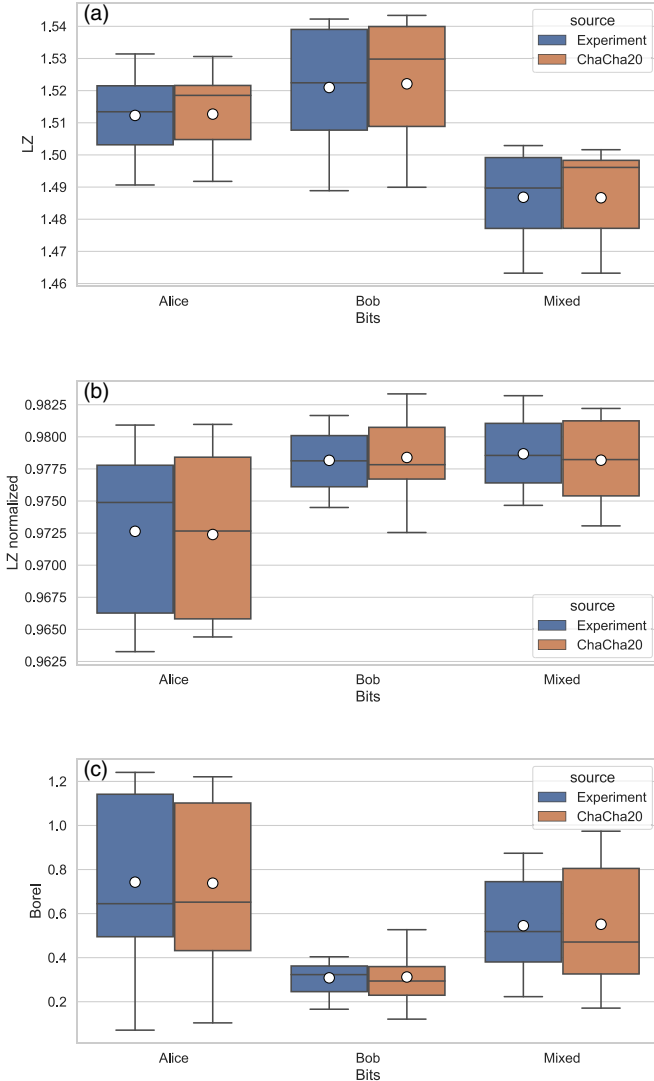 (a)
source
Experiment
ChaCha20
LZ
1.54
1.53
1.52
1.51
1.50
1.49
1.48
1.47
1.46
Alice Bob Mixed
Bits
(b)
LZ normalized
0.9825
0.9800
0.9775
0.9750
0.9725
0.9700
0.9675
0.9650
0.9625
source
Experiment
ChaCha20
Alice Bob Mixed
Bits
(c)
source
Experiment
ChaCha20
Borel
1.2
1.0
0.8
0.6
0.4
0.2
Alice Bob Mixed
Bits